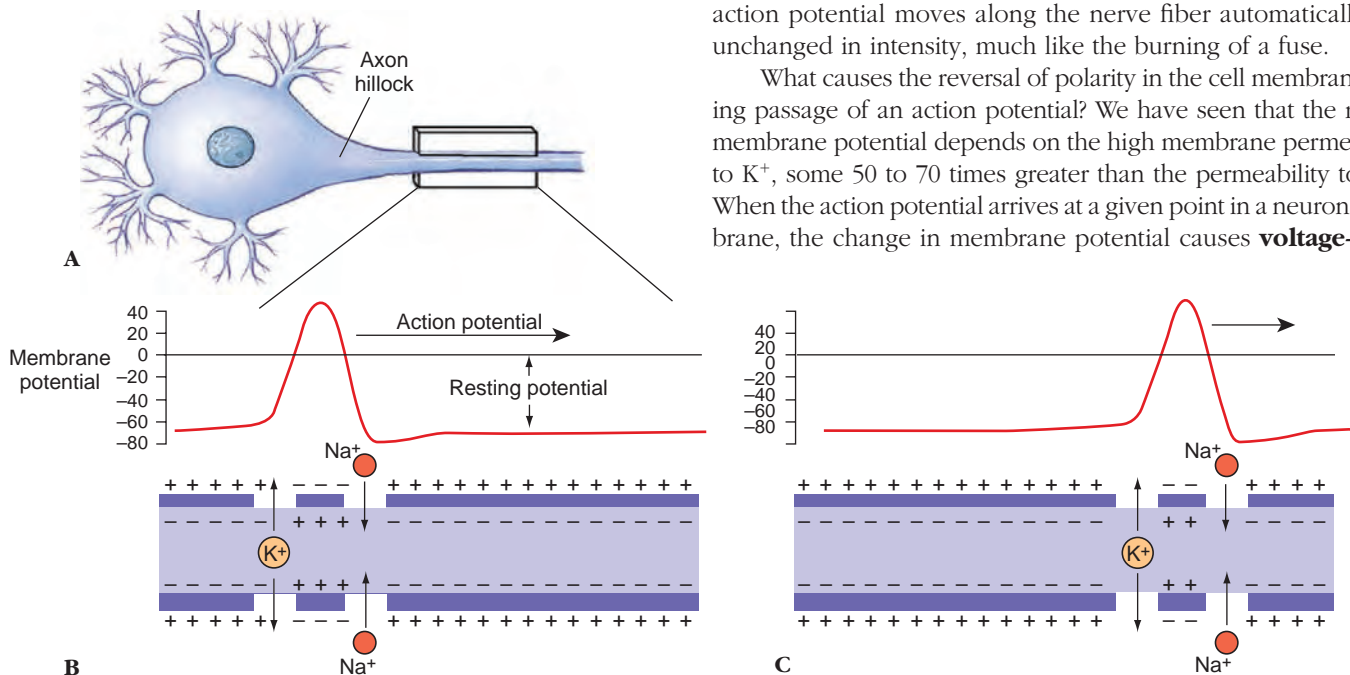 action potential moves along the nerve fiber automaticall
unchanged in intensity, much like the burning of a fuse.
What causes the reversal of polarity in the cell membran
ing passage of an action potential? We have seen that the r
membrane potential depends on the high membrane perme
to K⁺, some 50 to 70 times greater than the permeability to
When the action potential arrives at a given point in a neuron
brane, the change in membrane potential causes voltage-
Axon
hillock
A
Membrane
potential
40
20
0
–20
–40
–60
–80
Action potential
Resting potential
Na⁺
K⁺
Na⁺
B
40
20
0
–20
–40
–60
–80
Na⁺
K⁺
Na⁺
C